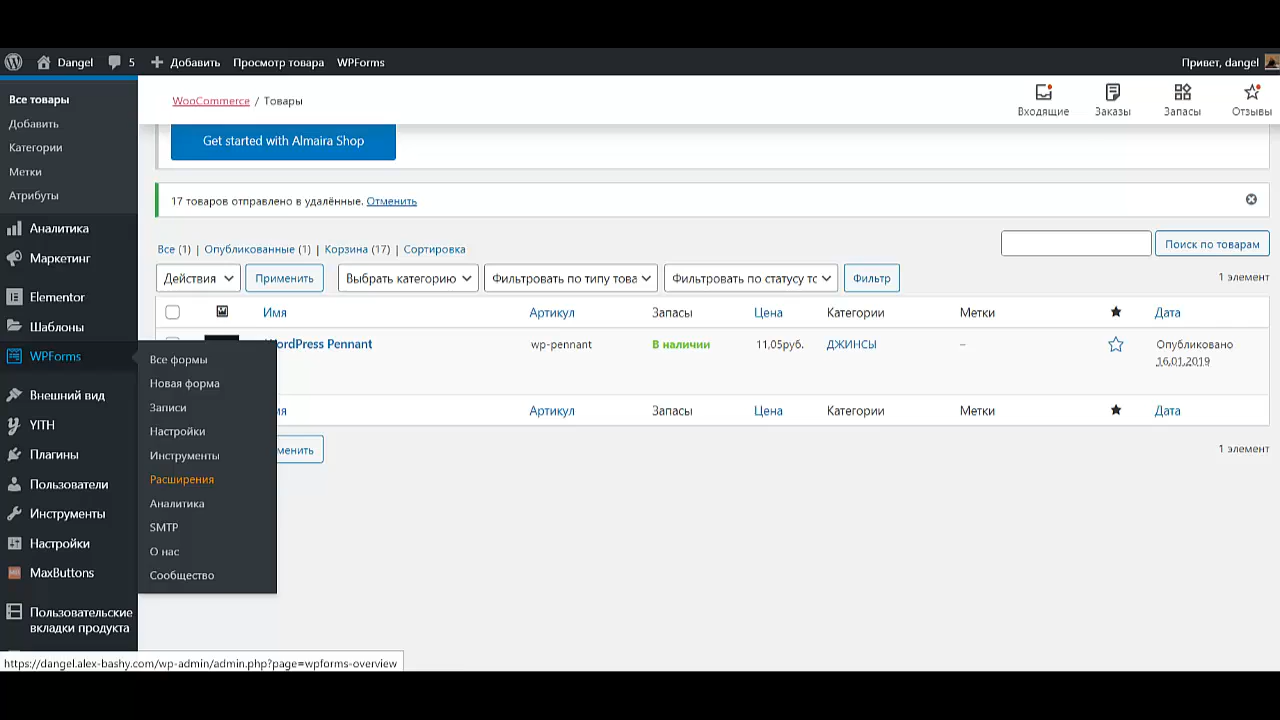 Dangel 5 Добавить Просмотр товара WPForms Привет, dangel
Все товары
Добавить
Категории
Метки
Атрибуты
Аналитика
Маркетинг
Elementor
Шаблоны
WPForms
Внешний вид
YITH
Плагины
Пользователи
Инструменты
Настройки
MaxButtons
Пользовательские
вкладки продукта
Все формы
Новая форма
Записи
Настройки
Инструменты
Расширения
Аналитика
SMTP
О нас
Сообщество
WooCommerce / Товары
Входящие Заказы Запасы Отзывы
Get started with Almaira Shop
17 товаров отправлено в удалённые. Отменить
Все (1) | Опубликованные (1) | Корзина (17) | Сортировка
Поиск по товарам
Действия Применить Выбрать категорию Фильтровать по типу това Фильтровать по статусу тс Фильтр
1 элемент
Имя Артикул Запасы Цена Категории Метки Дата
WordPress Pennant wp-pennant В наличии 11,05руб. ДЖИНСЫ – Опубликовано
16.01.2019
мя Артикул Запасы Цена Категории Метки Дата
менить
1 элемент
https://dangel.alex-bashy.com/wp-admin/admin.php?page=wpforms-overview